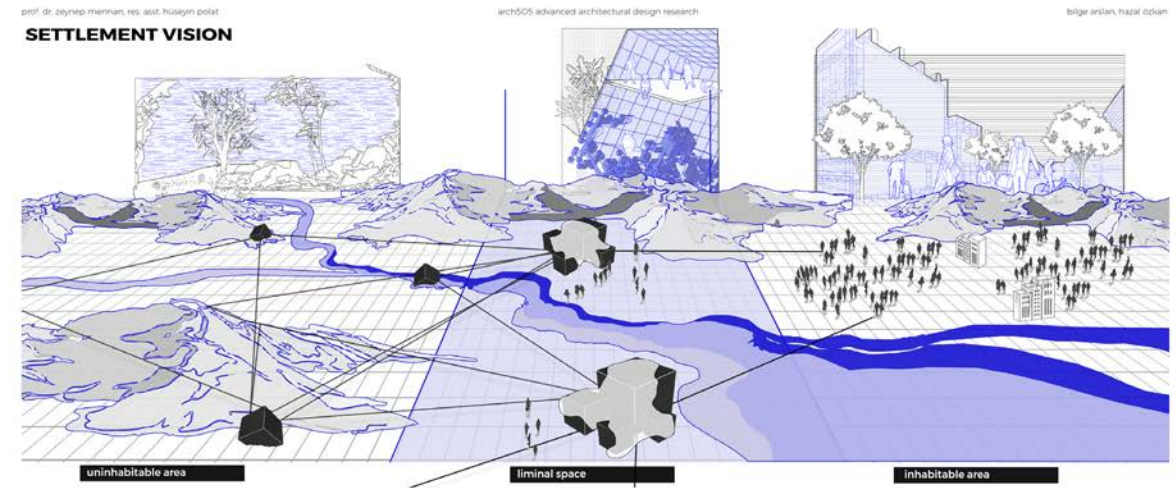 prof. dr. zeynep mennan, res. asst. hüseyin polat
arch505 advanced architectural design research
bilge arslan, hazal özkan
SETTLEMENT VISION
uninhabitable area
liminal space
inhabitable area